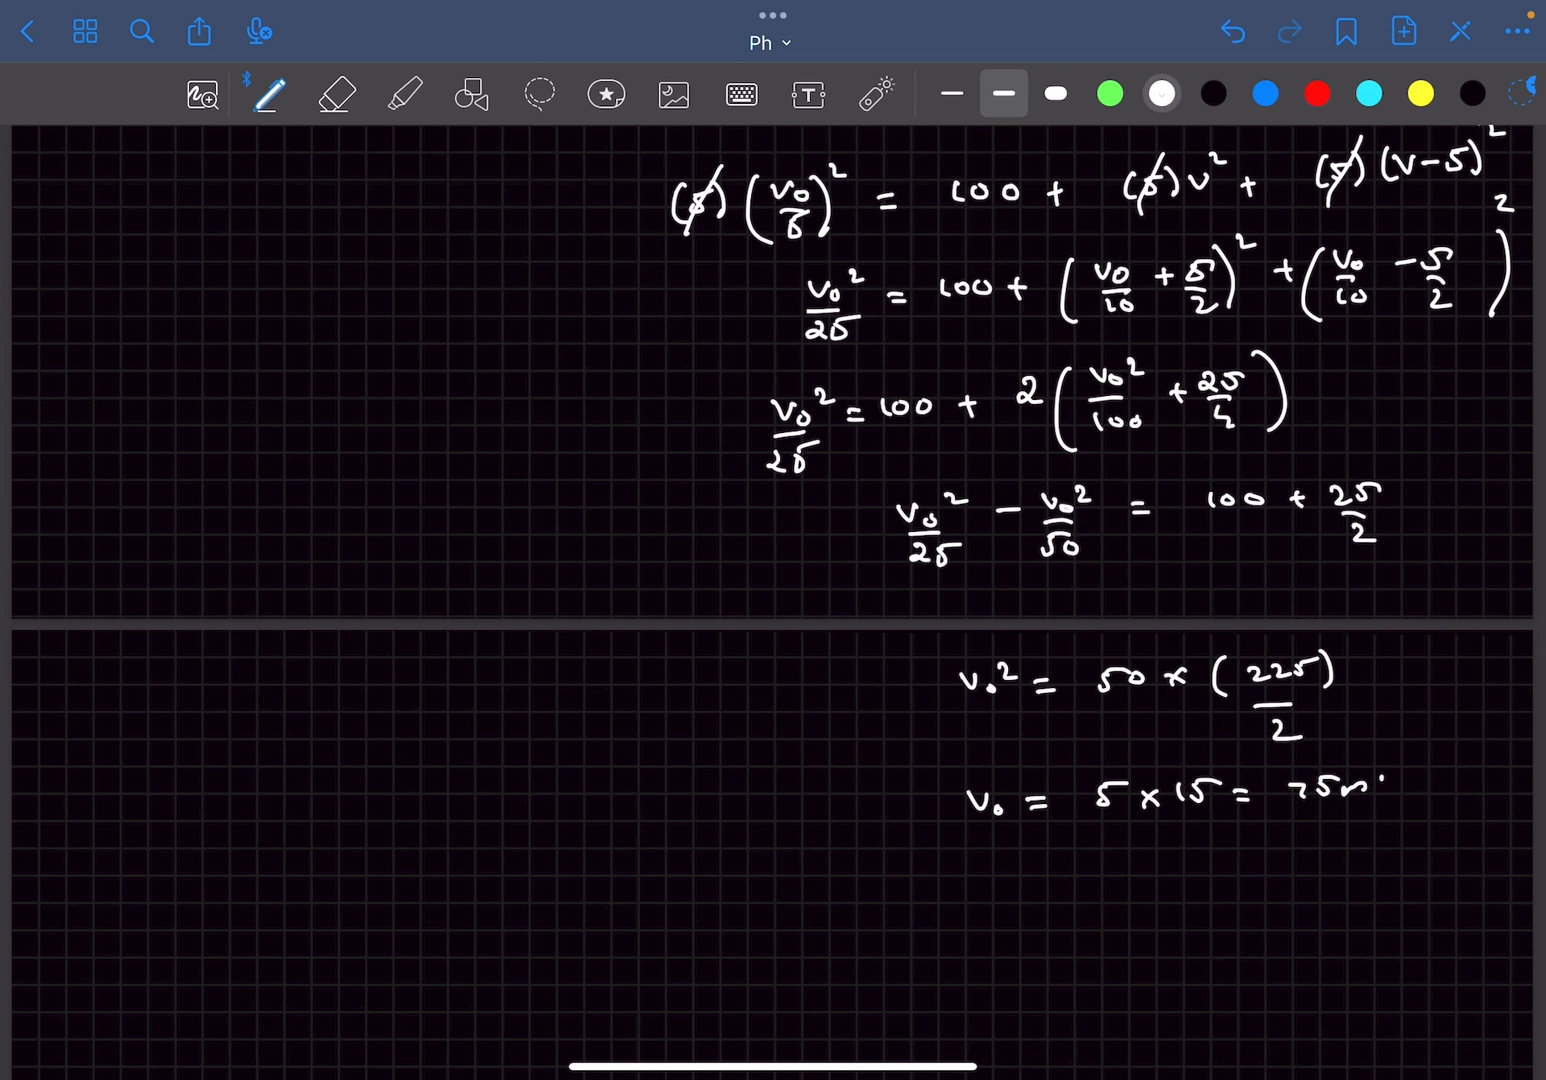 Ph
(5) (v₀/5)² = 100 + (5) v² + (5) (v - 5)²
v₀²/25 = 100 + (v₀/10 + 5/2)² + (v₀/10 - 5/2)²
v₀²/25 = 100 + 2 (v₀²/100 + 25/4)
v₀²/25 - v₀²/50 = 100 + 25/2
v₀² = 50 × (225/2)
v₀ = 5 × 15 = 75m